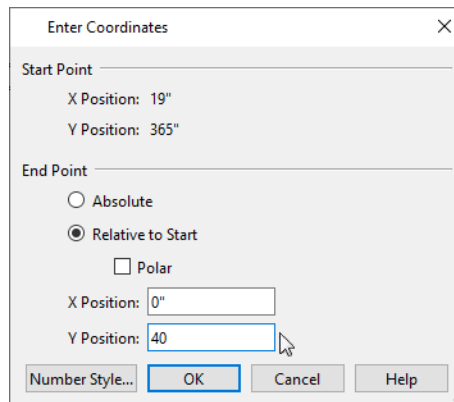 Enter Coordinates
Start Point
X Position: 19"
Y Position: 365"
End Point
Absolute
Relative to Start
Polar
X Position: 0"
Y Position: 40
Number Style... OK Cancel Help